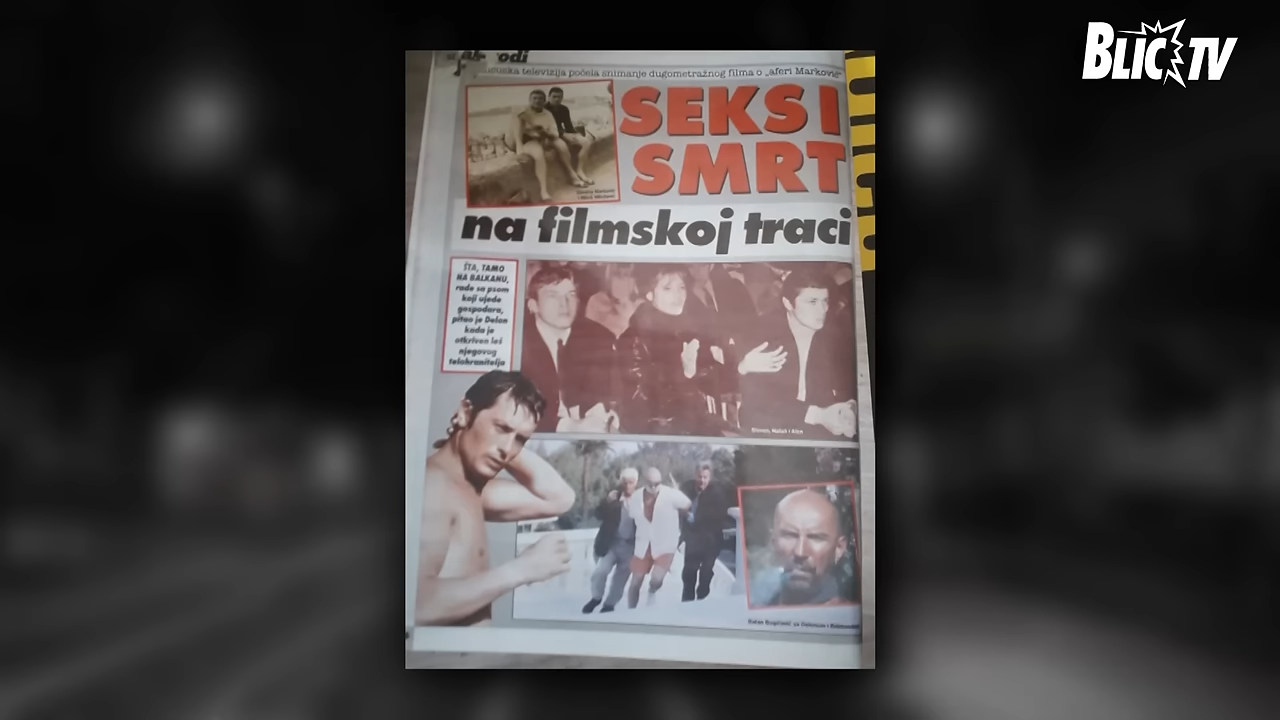 BLIC TV
televizija počela snimanje dugometražnog filma o „aferi Marković“
SEKS I
SMRT
na filmskoj traci
ŠTA, TAMO
NA BALKANU,
rade sa psom
koji ujede
gospodara,
pitao je Delon
kada je
otkriven leš
njegovog
telohranitelja